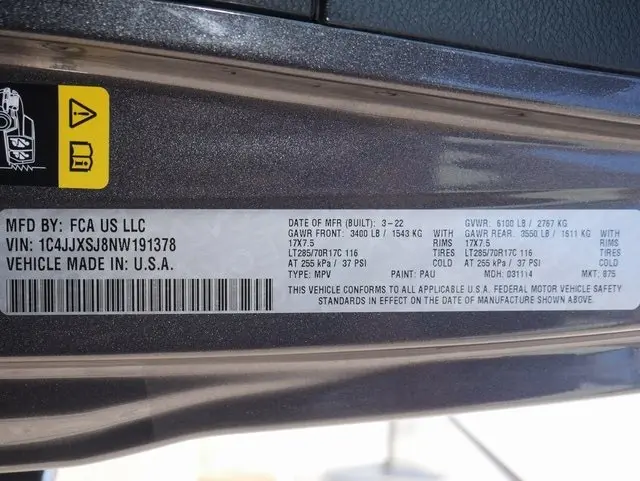 MFD BY: FCA US LLC
VIN: 1C4JJXSJ8NW191378
VEHICLE MADE IN U.S.A.
DATE OF MFR (BUILT): 3-22 GVWR: 6100 LB / 2767 KG
GAWR FRONT: 3400 LB / 1543 KG GAWR REAR: 3550 LB / 1611 KG
17X7.5 RIMS 17X7.5 RIMS
LT285/70R17C 116 TIRES LT285/70R17C 116 TIRES
AT 255 kPa / 37 PSI COLD AT 255 kPa / 37 PSI COLD
TYPE: MPV PAINT: PAU MDH: 031114 MKT: 875
THIS VEHICLE CONFORMS TO ALL APPLICABLE U.S.A. FEDERAL MOTOR VEHICLE SAFETY
STANDARDS IN EFFECT ON THE DATE OF MANUFACTURE SHOWN ABOVE.